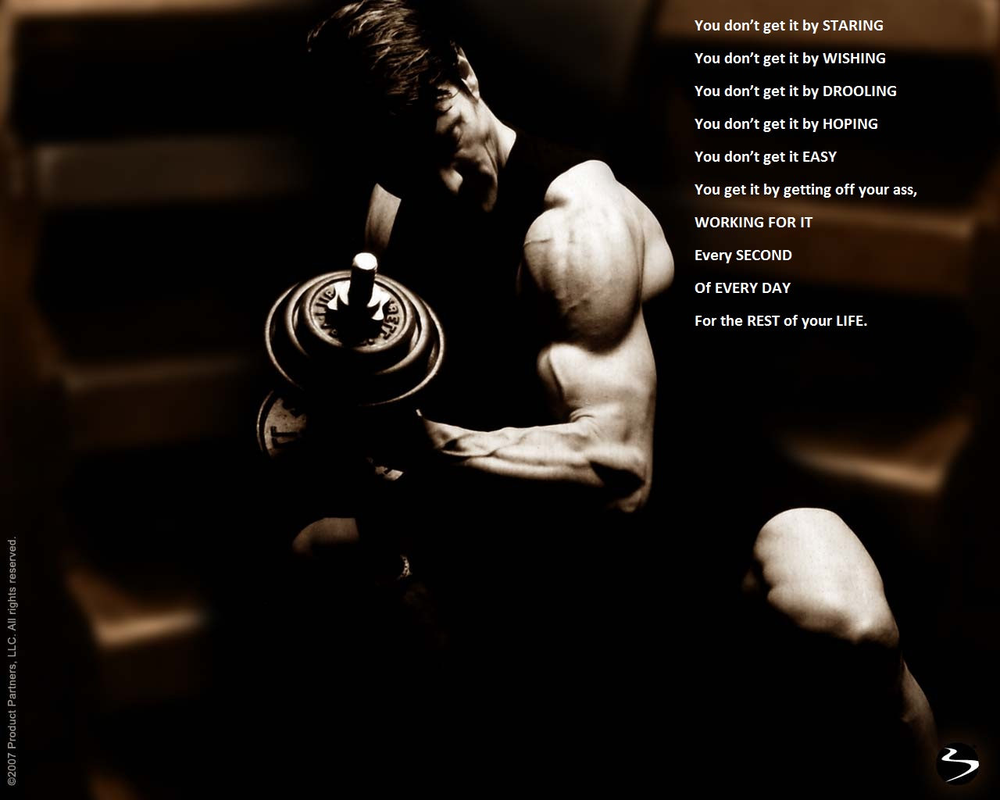 You don’t get it by STARING
You don’t get it by WISHING
You don’t get it by DROOLING
You don’t get it by HOPING
You don’t get it EASY
You get it by getting off your ass,
WORKING FOR IT
Every SECOND
Of EVERY DAY
For the REST of your LIFE.
©2007 Product Partners, LLC. All rights reserved.